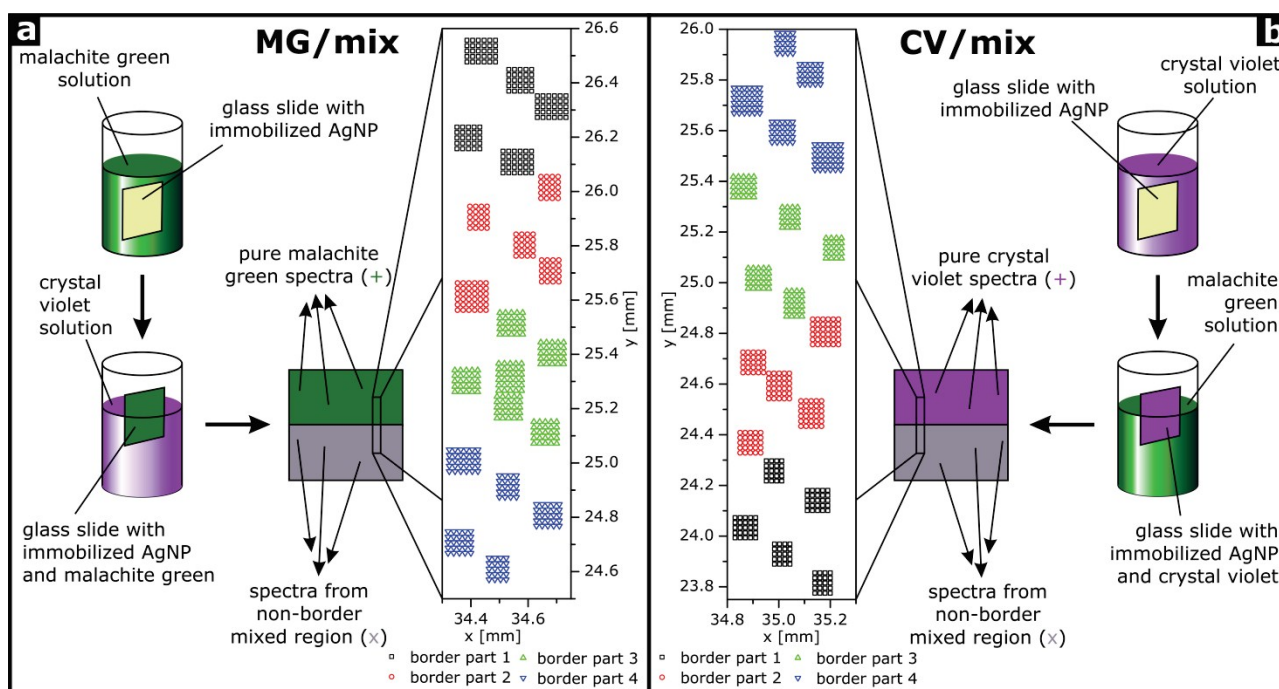 a
MG/mix
malachite green
solution
glass slide with
immobilized AgNP
crystal
violet
solution
pure malachite
green spectra (+)
glass slide with
immobilized AgNP
and malachite green
spectra from
non-border
mixed region (x)
26.6
26.4
26.2
26.0
25.8
25.6
25.4
25.2
25.0
24.8
24.6
y [mm]
34.4 34.6
x [mm]
border part 1 border part 3
border part 2 border part 4
b
CV/mix
crystal violet
solution
glass slide with
immobilized AgNP
pure crystal
violet spectra (+)
malachite
green
solution
glass slide with
immobilized AgNP
and crystal violet
spectra from
non-border
mixed region (x)
26.0
25.8
25.6
25.4
25.2
25.0
24.8
24.6
24.4
24.2
24.0
23.8
y [mm]
34.8 35.0 35.2
x [mm]
border part 1 border part 3
border part 2 border part 4